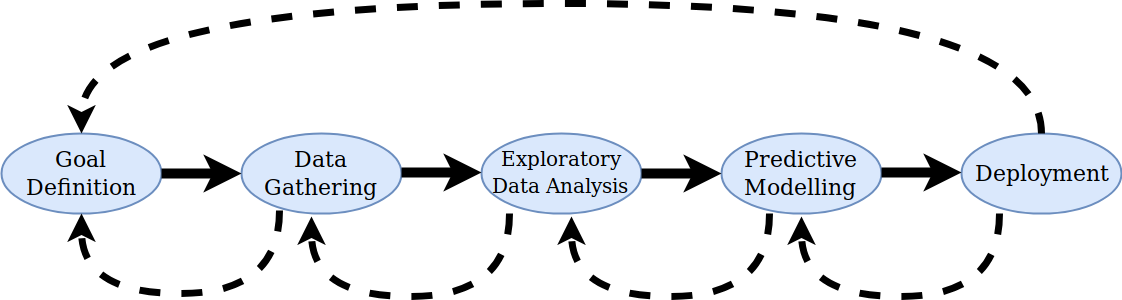 Goal
Definition
Data
Gathering
Exploratory
Data Analysis
Predictive
Modelling
Deployment